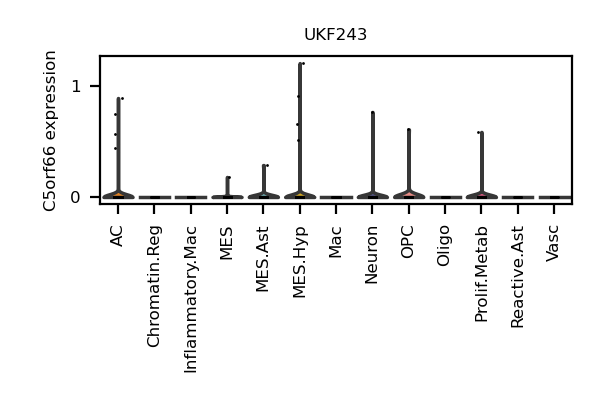 UKF243
C5orf66 expression
1
0
AC
Chromatin.Reg
Inflammatory.Mac
MES
MES.Ast
MES.Hyp
Mac
Neuron
OPC
Oligo
Prolif.Metab
Reactive.Ast
Vasc